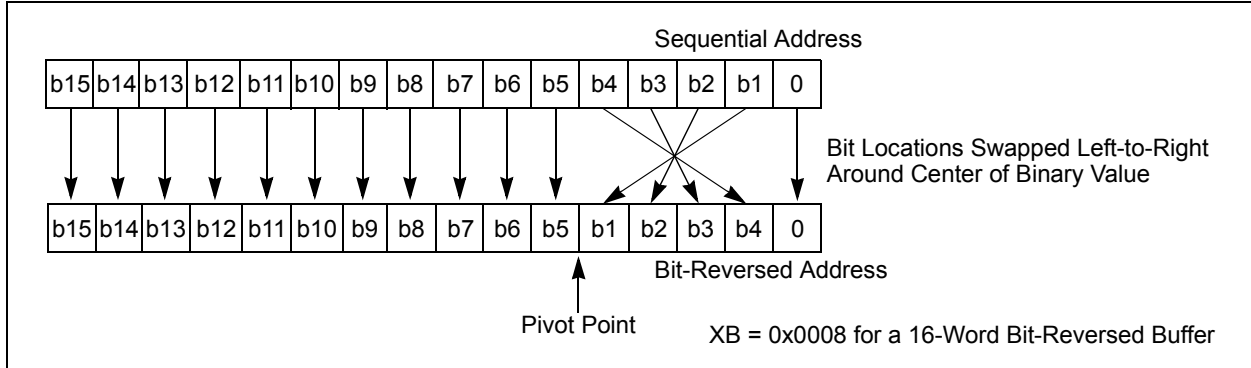 Sequential Address
b15 b14 b13 b12 b11 b10 b9 b8 b7 b6 b5 b4 b3 b2 b1 0
Bit Locations Swapped Left-to-Right
Around Center of Binary Value
b15 b14 b13 b12 b11 b10 b9 b8 b7 b6 b5 b1 b2 b3 b4 0
Bit-Reversed Address
Pivot Point
XB = 0x0008 for a 16-Word Bit-Reversed Buffer